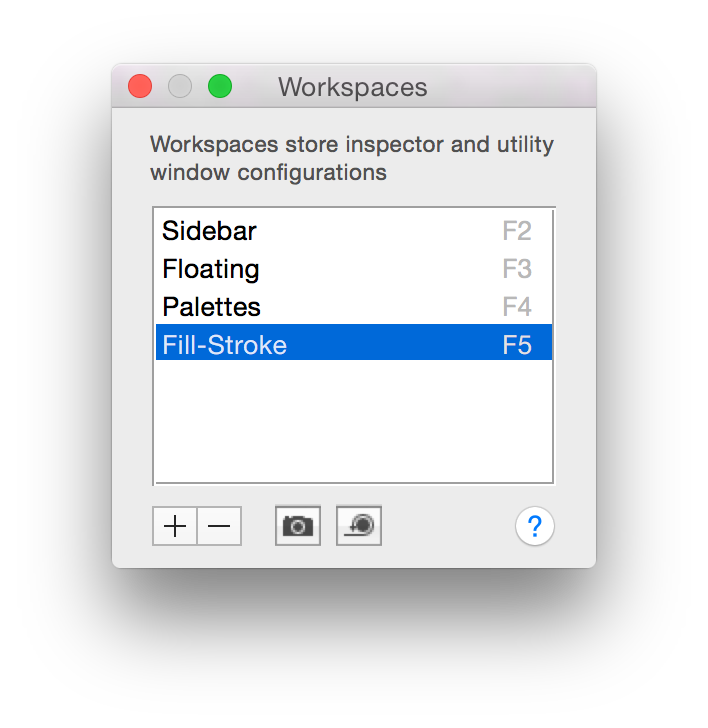 Workspaces
Workspaces store inspector and utility
window configurations
Sidebar F2
Floating F3
Palettes F4
Fill-Stroke F5
?